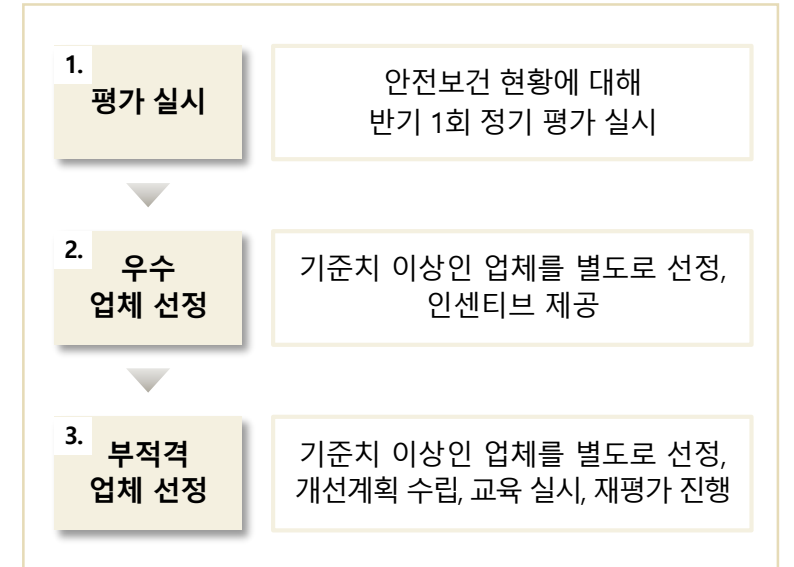 1.
평가 실시
안전보건 현황에 대해
반기 1회 정기 평가 실시
2.
우수
업체 선정
기준치 이상인 업체를 별도로 선정,
인센티브 제공
3.
부적격
업체 선정
기준치 이상인 업체를 별도로 선정,
개선계획 수립, 교육 실시, 재평가 진행